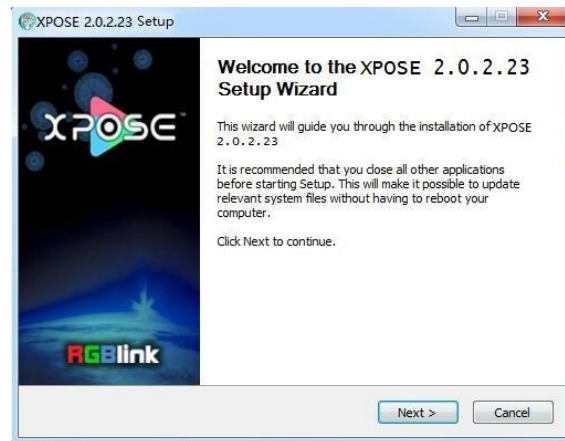 XPOSE 2.0.2.23 Setup
XPOSE™
RGBlink
Welcome to the XPOSE 2.0.2.23
Setup Wizard
This wizard will guide you through the installation of XPOSE
2.0.2.23
It is recommended that you close all other applications
before starting Setup. This will make it possible to update
relevant system files without having to reboot your
computer.
Click Next to continue.
Next >
Cancel